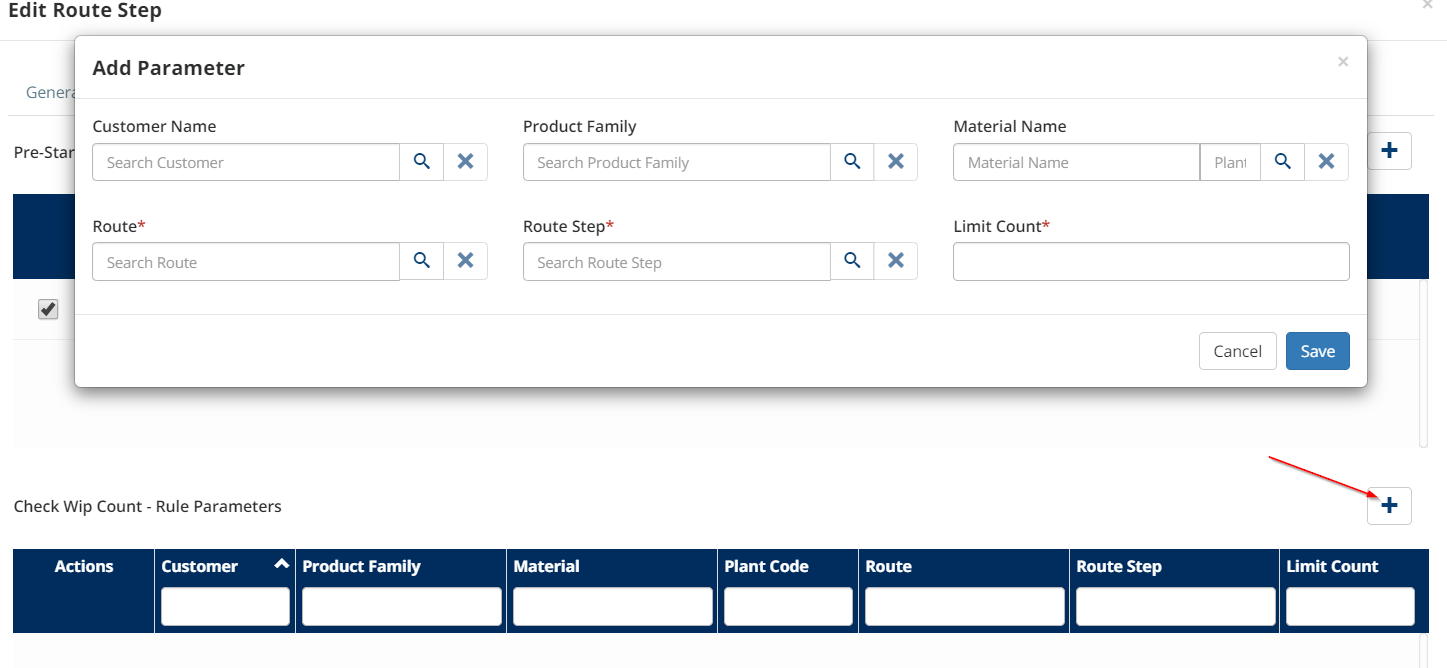 Edit Route Step
Add Parameter
Genera
Customer Name Product Family Material Name
Pre-Star
Search Customer Search Product Family Material Name Plant
Route* Route Step* Limit Count*
Search Route Search Route Step
Cancel Save
Check Wip Count - Rule Parameters
Actions Customer Product Family Material Plant Code Route Route Step Limit Count